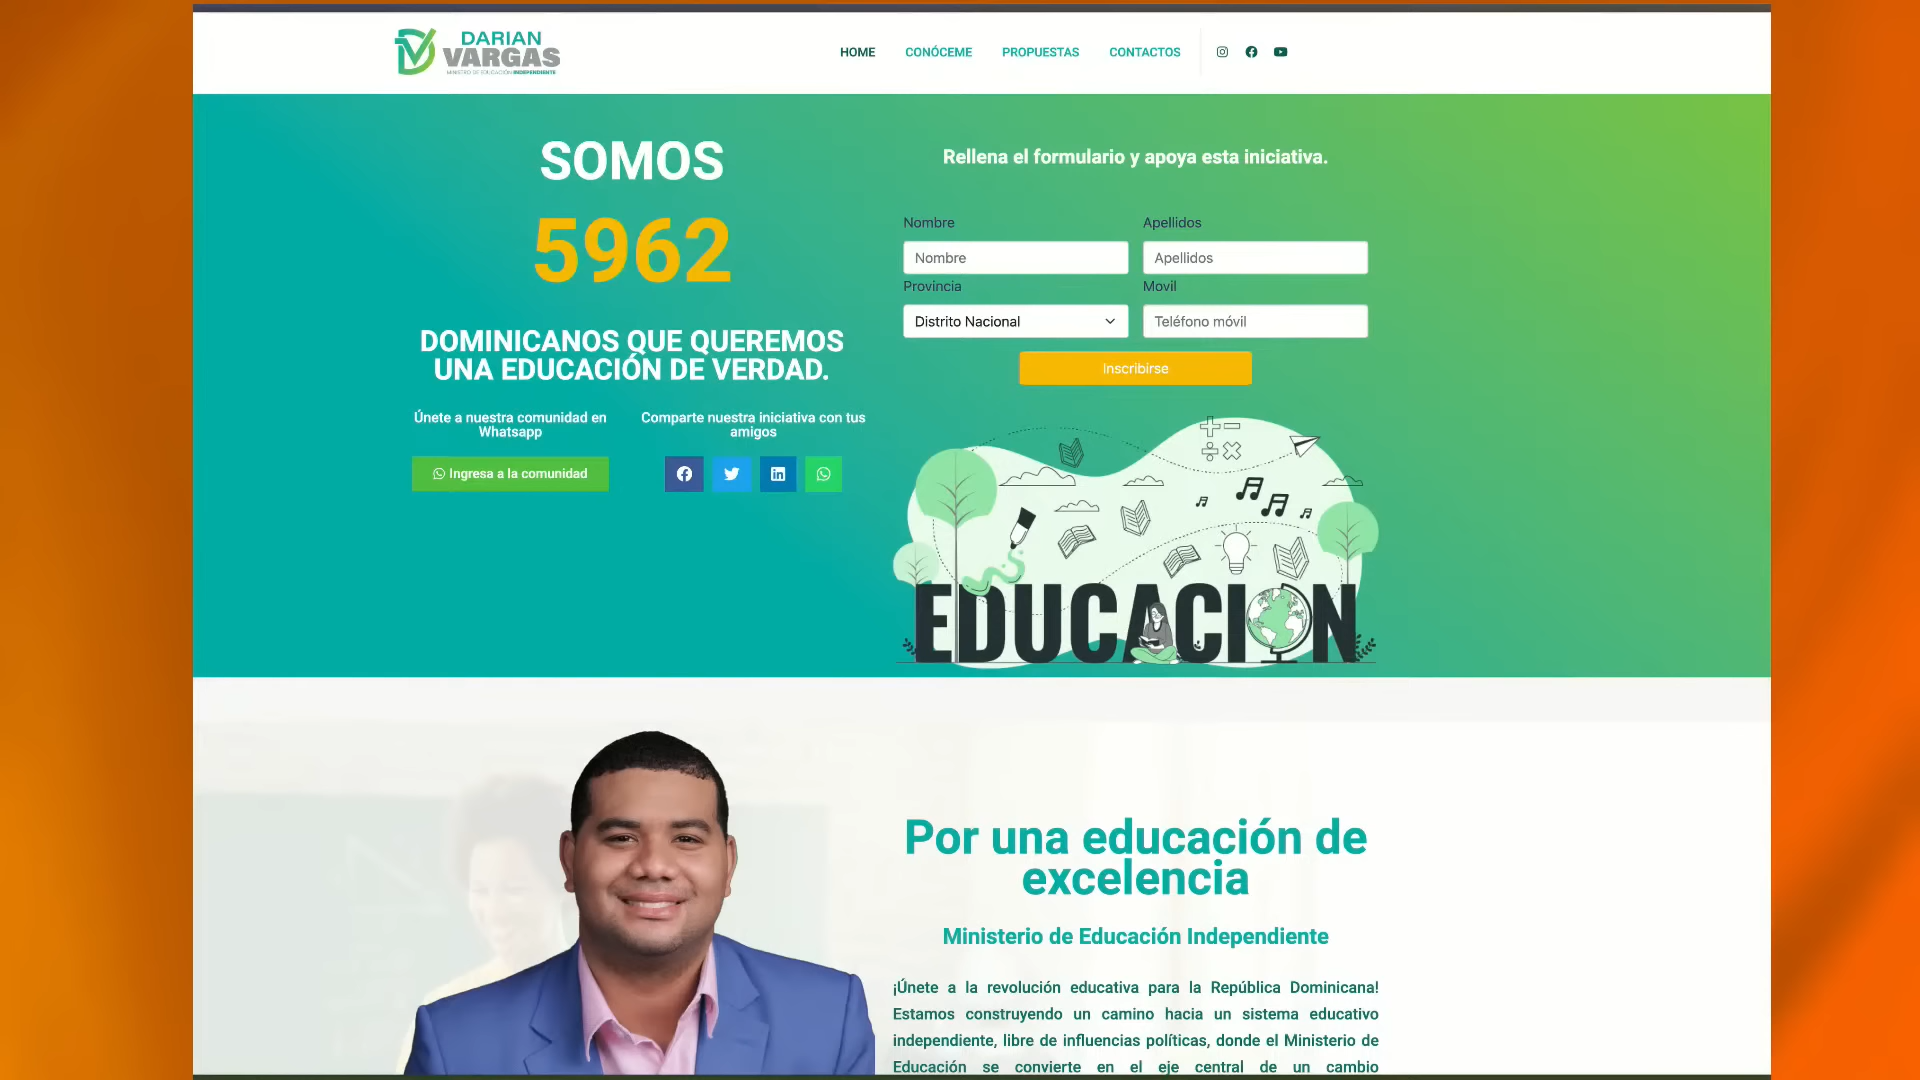 DARIAN
VARGAS
MINISTRO DE EDUCACIÓN INDEPENDIENTE
HOME
CONÓCEME
PROPUESTAS
CONTACTOS
SOMOS
5962
DOMINICANOS QUE QUEREMOS
UNA EDUCACIÓN DE VERDAD.
Únete a nuestra comunidad en
Whatsapp
Ingresa a la comunidad
Comparte nuestra iniciativa con tus
amigos
Rellena el formulario y apoya esta iniciativa.
Nombre
Apellidos
Nombre
Apellidos
Provincia
Movil
Distrito Nacional
Teléfono móvil
Inscribirse
EDUCACION
Por una educación de
excelencia
Ministerio de Educación Independiente
¡Únete a la revolución educativa para la República Dominicana!
Estamos construyendo un camino hacia un sistema educativo
independiente, libre de influencias políticas, donde el Ministerio de
Educación se convierte en el eje central de un cambio